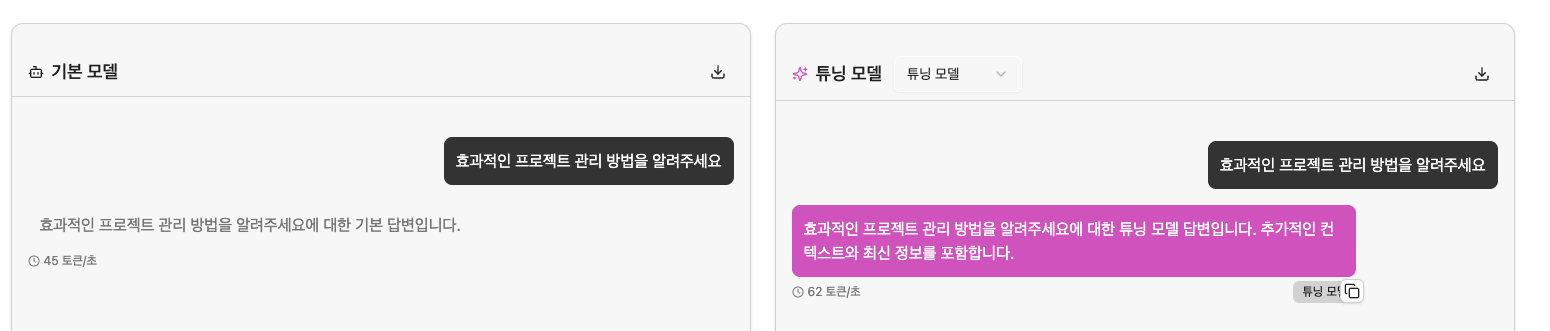 기본 모델
효과적인 프로젝트 관리 방법을 알려주세요
효과적인 프로젝트 관리 방법을 알려주세요에 대한 기본 답변입니다.
45 토큰/초
튜닝 모델
튜닝 모델
효과적인 프로젝트 관리 방법을 알려주세요
효과적인 프로젝트 관리 방법을 알려주세요에 대한 튜닝 모델 답변입니다. 추가적인 컨
텍스트와 최신 정보를 포함합니다.
62 토큰/초
튜닝